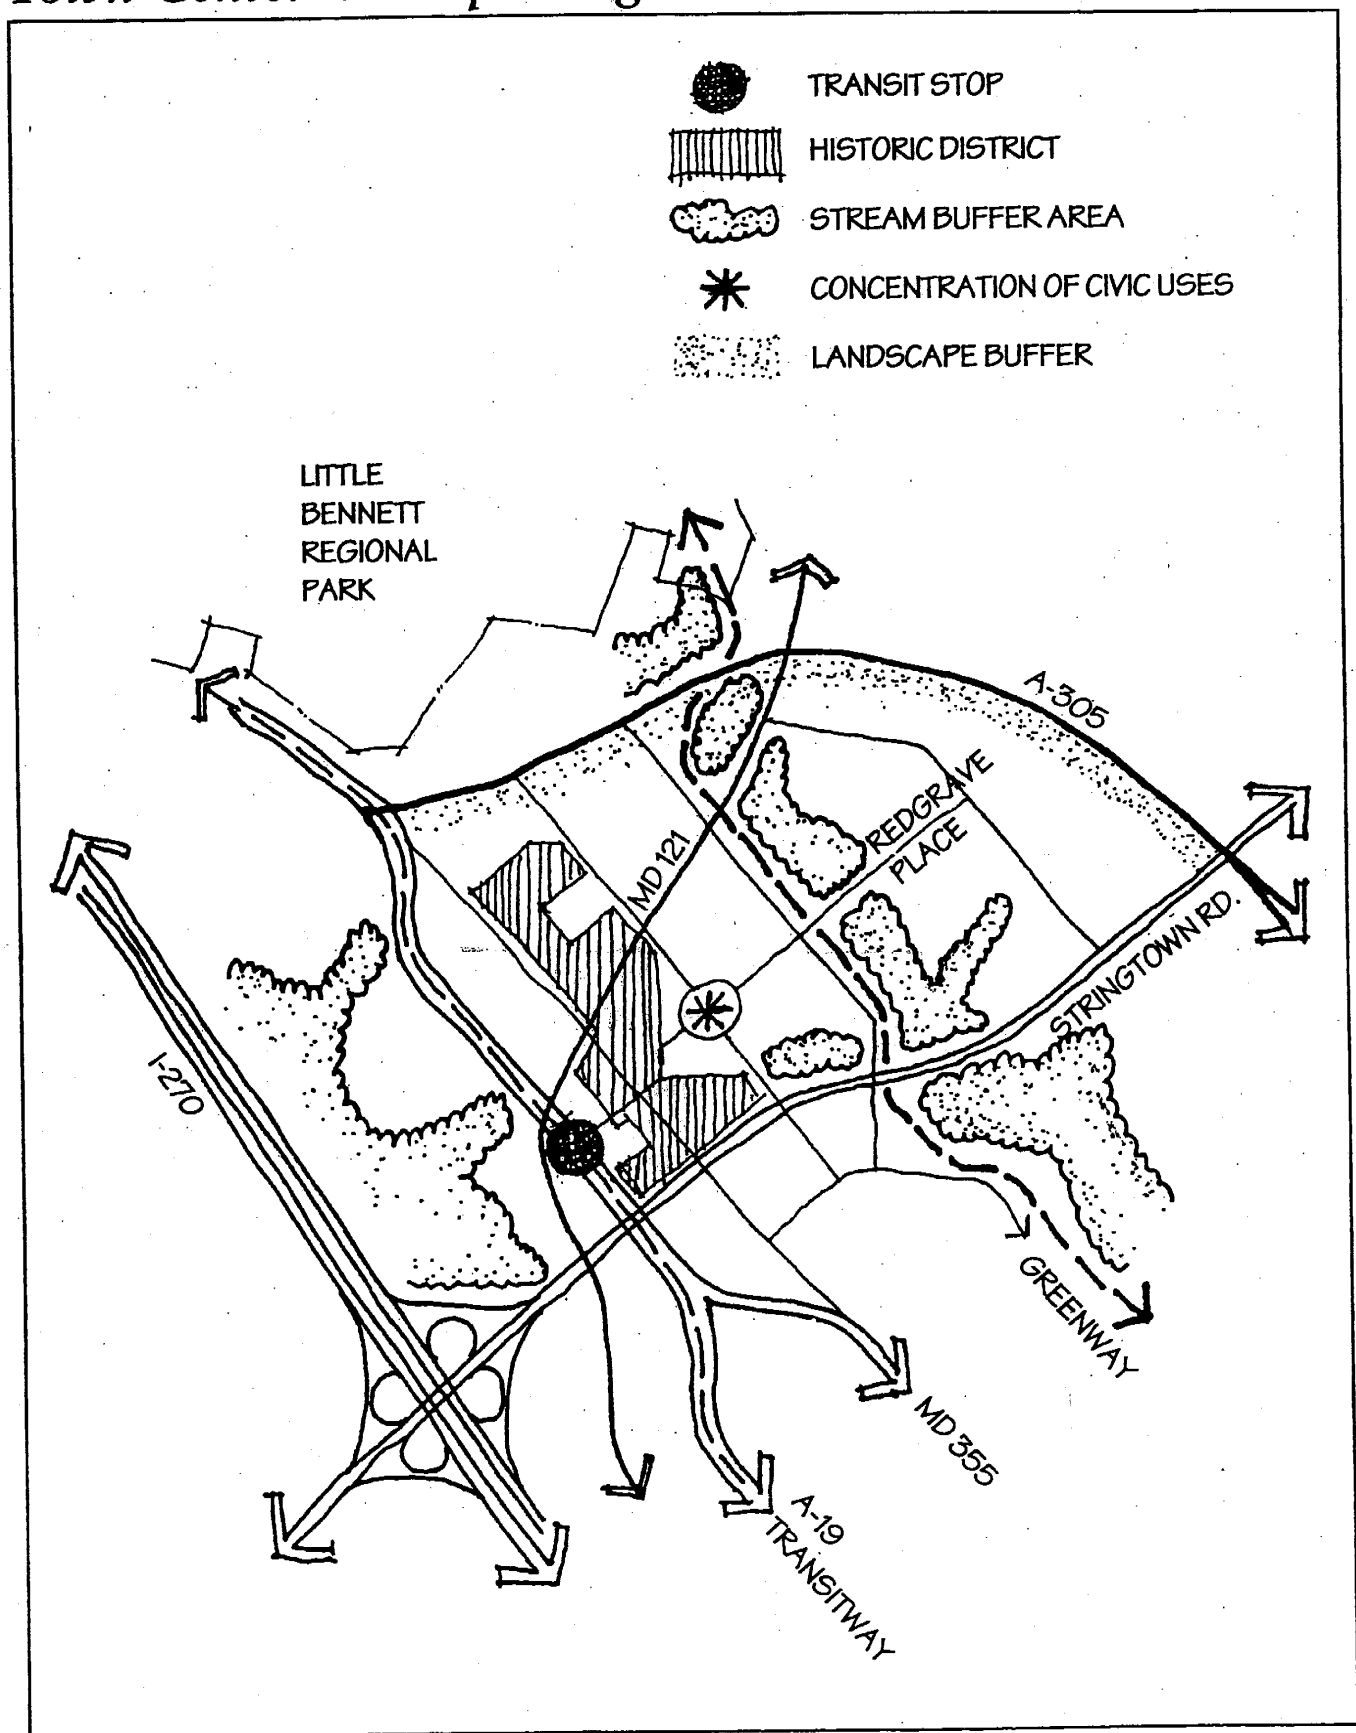 TRANSIT STOP
HISTORIC DISTRICT
STREAM BUFFER AREA
CONCENTRATION OF CIVIC USES
LANDSCAPE BUFFER
LITTLE
BENNETT
REGIONAL
PARK
A-305
REDGRAVE
PLACE
MD 121
STRINGTOWN RD.
I-270
GREENWAY
MD 355
A-19
TRANSITWAY